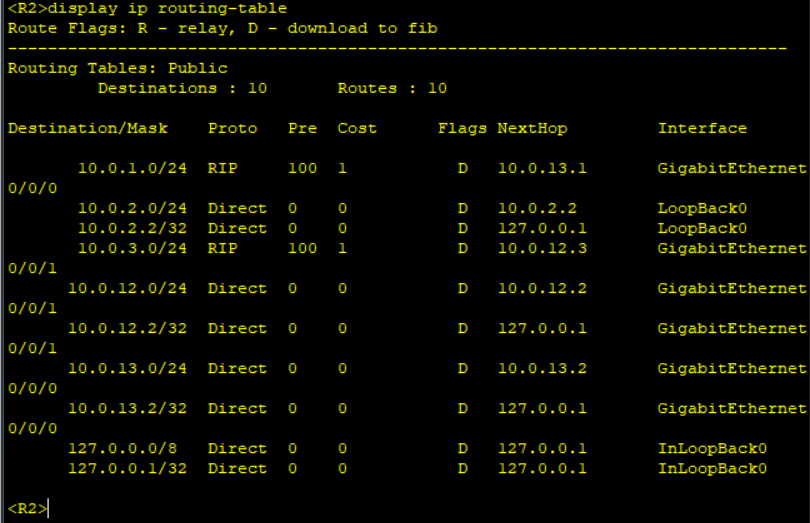 <R2>display ip routing-table
Route Flags: R - relay, D - download to fib
------------------------------------------------------------------------------
Routing Tables: Public
         Destinations : 10       Routes : 10

Destination/Mask    Proto   Pre  Cost      Flags NextHop         Interface

       10.0.1.0/24  RIP     100  1           D   10.0.13.1       GigabitEthernet
0/0/0
       10.0.2.0/24  Direct  0    0           D   10.0.2.2        LoopBack0
       10.0.2.2/32  Direct  0    0           D   127.0.0.1       LoopBack0
       10.0.3.0/24  RIP     100  1           D   10.0.12.3       GigabitEthernet
0/0/1
      10.0.12.0/24  Direct  0    0           D   10.0.12.2       GigabitEthernet
0/0/1
      10.0.12.2/32  Direct  0    0           D   127.0.0.1       GigabitEthernet
0/0/1
      10.0.13.0/24  Direct  0    0           D   10.0.13.2       GigabitEthernet
0/0/0
      10.0.13.2/32  Direct  0    0           D   127.0.0.1       GigabitEthernet
0/0/0
      127.0.0.0/8   Direct  0    0           D   127.0.0.1       InLoopBack0
      127.0.0.1/32  Direct  0    0           D   127.0.0.1       InLoopBack0

<R2>